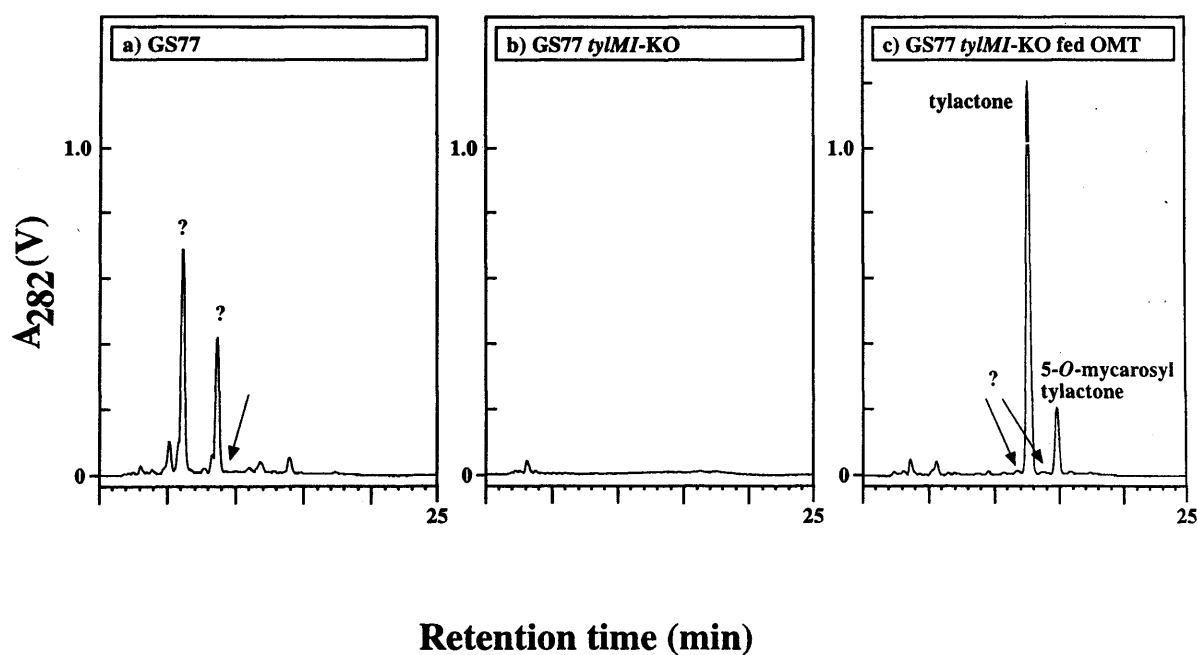 a) GS77
b) GS77 tylMI-KO
c) GS77 tylMI-KO fed OMT
A282(V)
1.0
0
?
?
25
1.0
0
25
1.0
0
tylactone
?
5-O-mycarosyl
tylactone
25
Retention time (min)